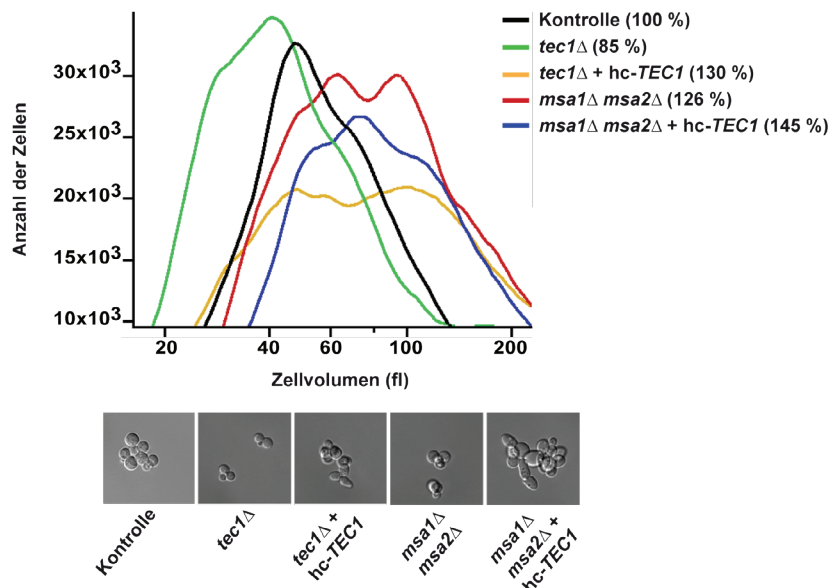 Kontrolle (100 %)
tec1Δ (85 %)
tec1Δ + hc-TEC1 (130 %)
msa1Δ msa2Δ (126 %)
msa1Δ msa2Δ + hc-TEC1 (145 %)
Anzahl der Zellen
30x10³
25x10³
20x10³
15x10³
10x10³
20 40 60 100 200
Zellvolumen (fl)
Kontrolle
tec1Δ
tec1Δ +
hc-TEC1
msa1Δ
msa2Δ
msa1Δ
msa2Δ +
hc-TEC1